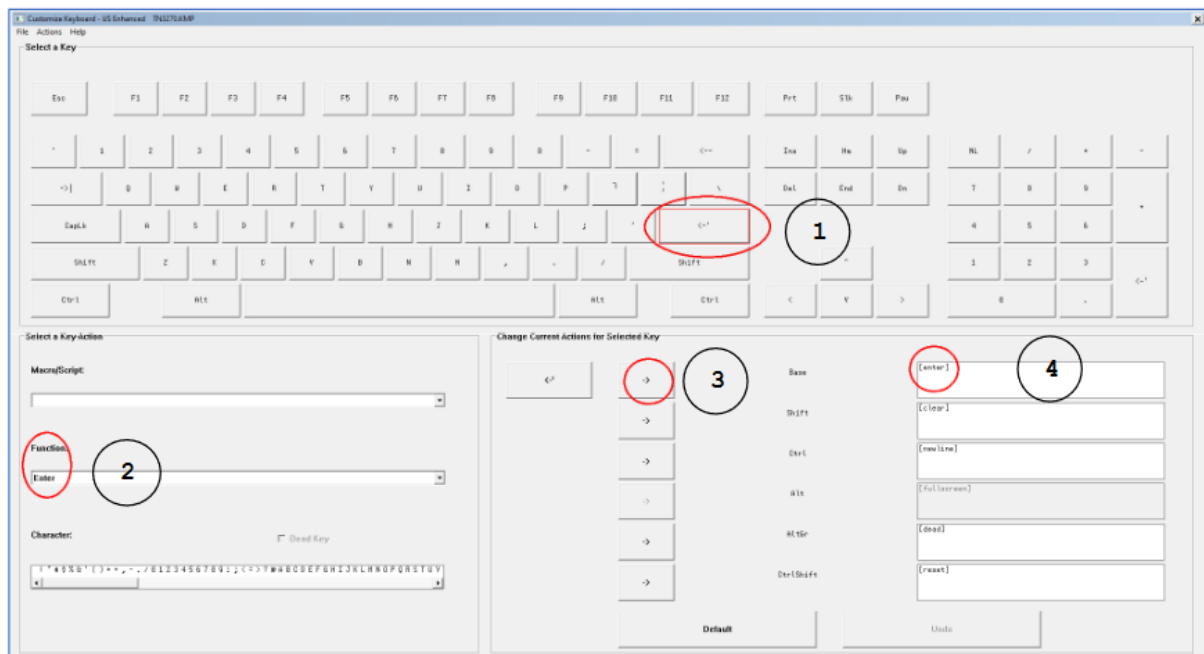 Customize Keyboard - US Enhanced TN3270.KMP
File Actions Help
Select a Key
Esc F1 F2 F3 F4 F5 F6 F7 F8 F9 F10 F11 F12 Prt Slk Pau
' 1 2 3 4 5 6 7 8 9 0 - = <-- Ins Hm Up NL / * -
->| Q W E R T Y U I O P \ Del End Dn 7 8 9 +
CapLk A S D F G H J K L ; ' <-' 1 4 5 6
Shift Z X C V B N M , . / Shift ^ 1 2 3 <-'
Ctrl Alt Alt Ctrl < V > 0 .
Select a Key-Action
Change Current Actions for Selected Key
Macro/Script:
Function:
Enter 2
Character:
Dead Key
<-' -> 3 Base [enter] 4
-> Shift [clear]
-> Ctrl [newline]
-> Alt [fullscreen]
-> AltGr [dead]
-> CtrlShift [reset]
Default Undo